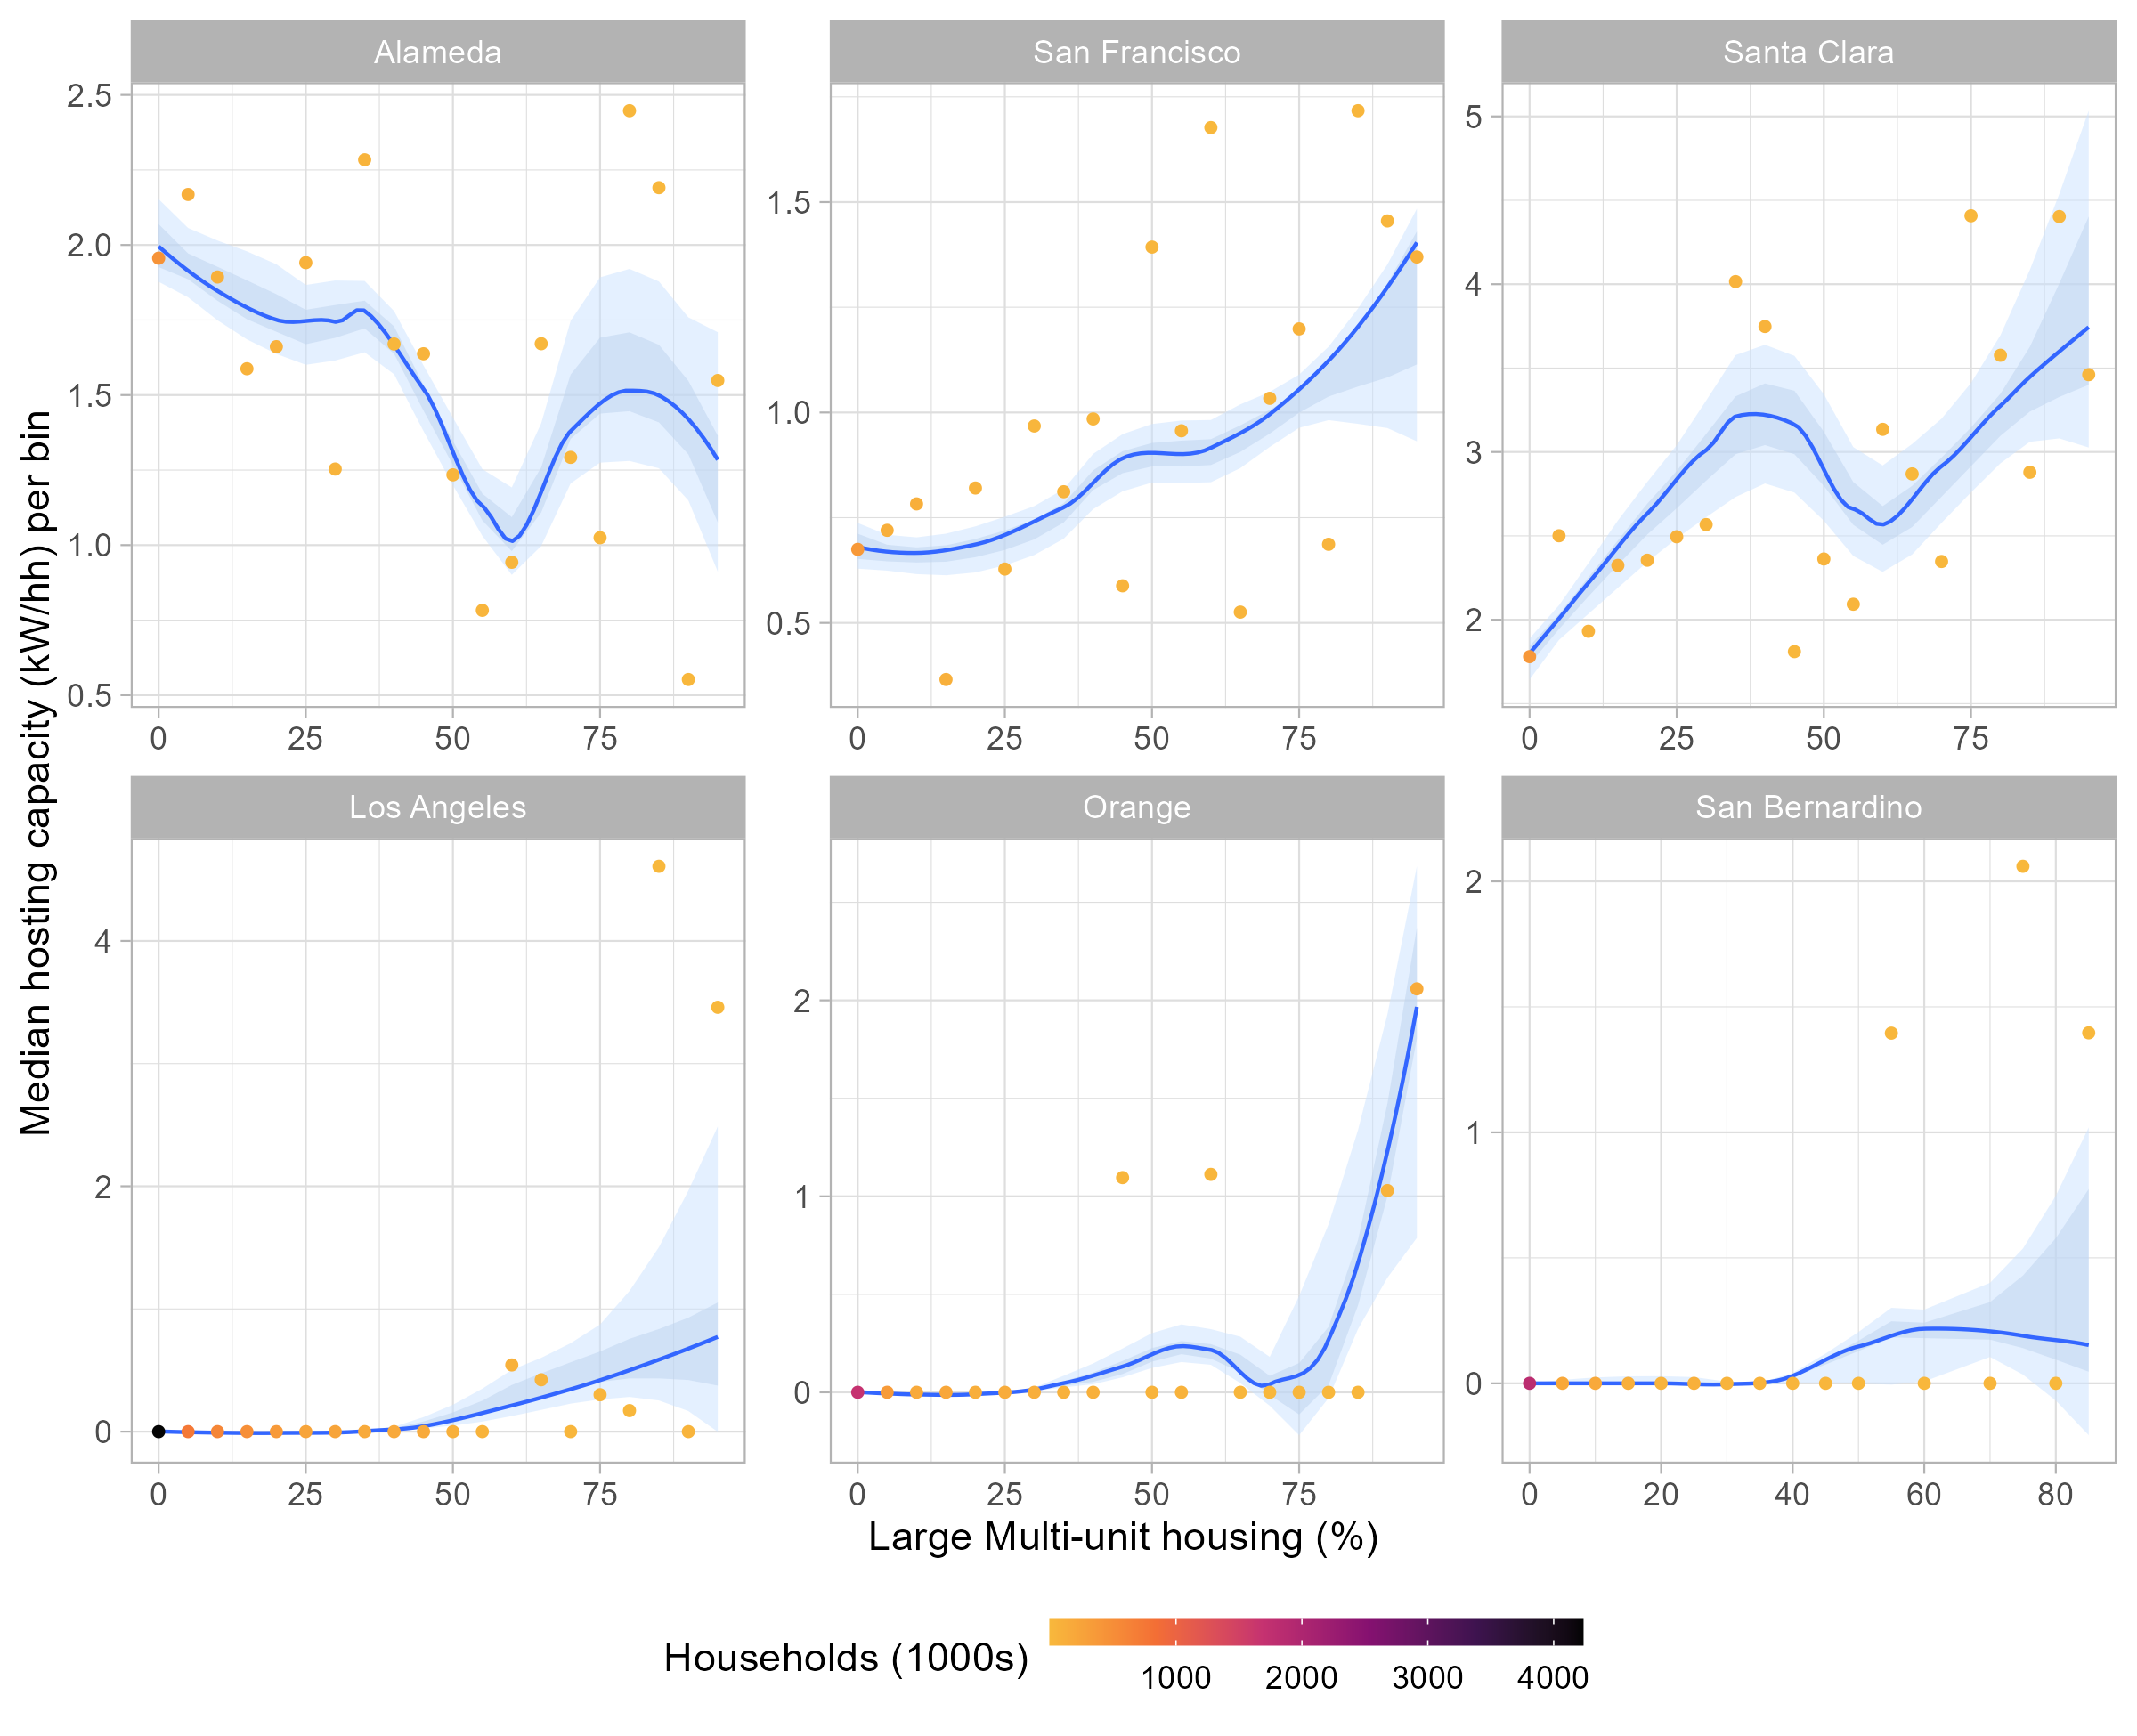 Alameda
San Francisco
Santa Clara
2.5
2.0
1.5
1.0
0.5
1.5
1.0
0.5
5
4
3
2
0 25 50 75
0 25 50 75
0 25 50 75
Median hosting capacity (kW/hh) per bin
Los Angeles
Orange
San Bernardino
4
2
0
2
1
0
2
1
0
0 25 50 75
0 25 50 75
0 20 40 60 80
Large Multi-unit housing (%)
Households (1000s)
1000 2000 3000 4000